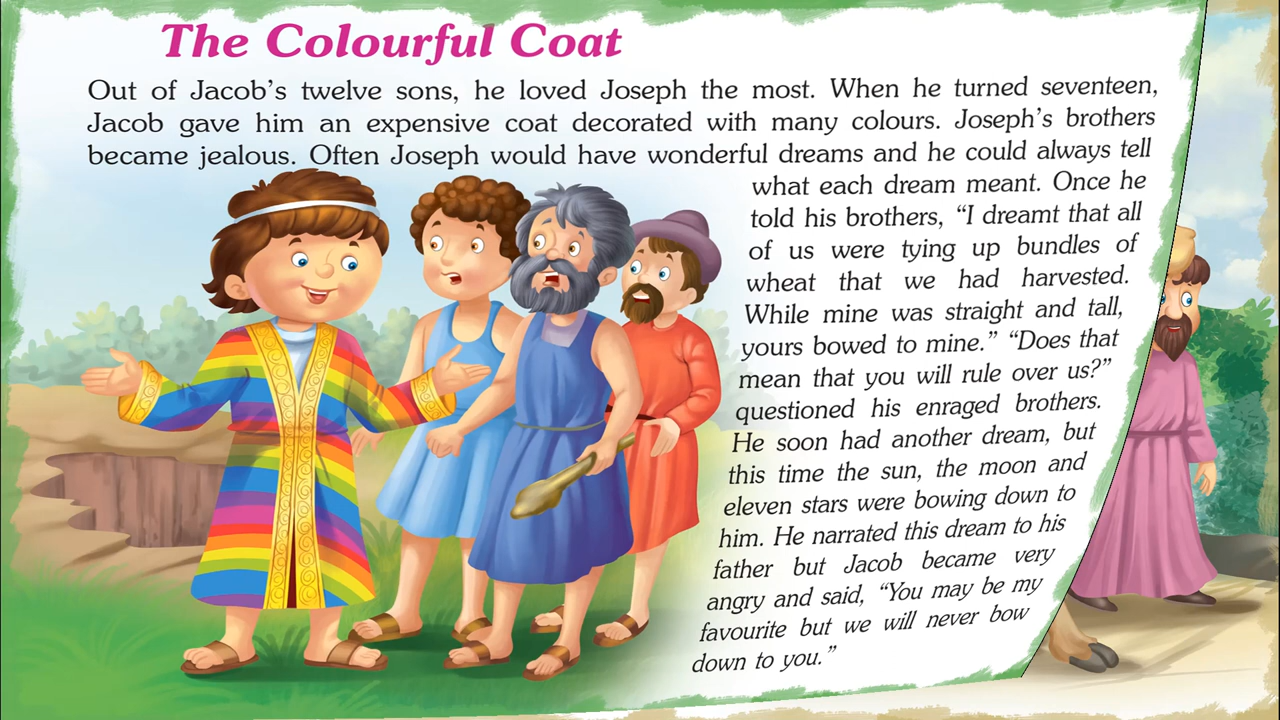 The Colourful Coat
Out of Jacob's twelve sons, he loved Joseph the most. When he turned seventeen,
Jacob gave him an expensive coat decorated with many colours. Joseph's brothers
became jealous. Often Joseph would have wonderful dreams and he could always tell
what each dream meant. Once he
told his brothers, “I dreamt that all
of us were tying up bundles of
wheat that we had harvested.
While mine was straight and tall,
yours bowed to mine.” “Does that
mean that you will rule over us?”
questioned his enraged brothers.
He soon had another dream, but
this time the sun, the moon and
eleven stars were bowing down to
him. He narrated this dream to his
father but Jacob became very
angry and said, “You may be my
favourite but we will never bow
down to you.”